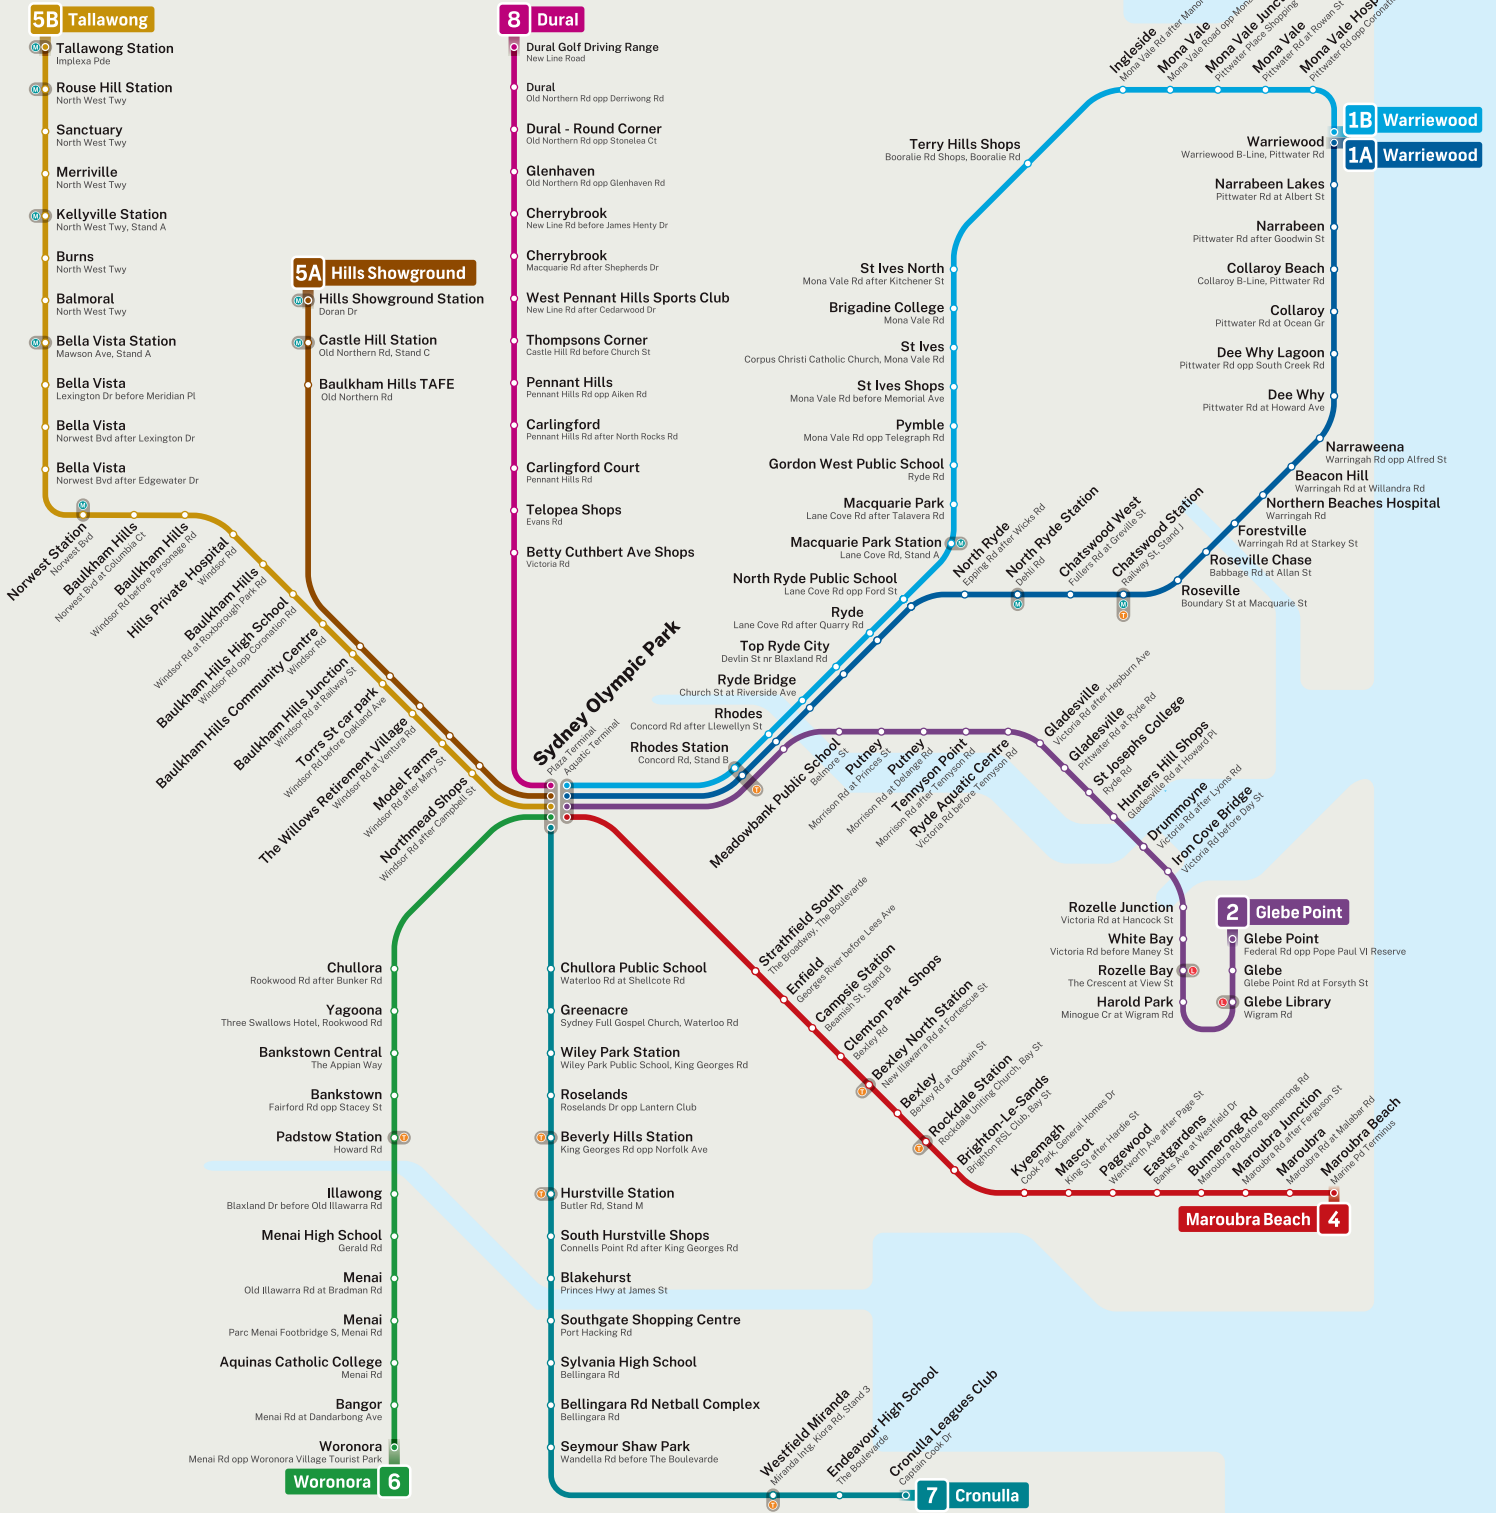 5B Tallawong
Tallawong Station
Implexa Pde
Rouse Hill Station
North West Twy
Sanctuary
North West Twy
Merriville
North West Twy
Kellyville Station
North West Twy, Stand A
Burns
North West Twy
Balmoral
North West Twy
Bella Vista Station
Mawson Ave, Stand A
Bella Vista
Lexington Dr before Meridian Pl
Bella Vista
Norwest Bvd after Lexington Dr
Bella Vista
Norwest Bvd after Edgewater Dr
Norwest Station
Norwest Bvd
Baulkham Hills
Norwest Bvd at Columbia Ct
Baulkham Hills
Windsor Rd before Parsonage Rd
Hills Private Hospital
Windsor Rd
Baulkham Hills
Windsor Rd at Roxborough Park Rd
Baulkham Hills High School
Windsor Rd opp Coronation Rd
Baulkham Hills Community Centre
Windsor Rd
Baulkham Hills Junction
Windsor Rd at Railway St
Torrs St car park
Windsor Rd before Oakland Ave
The Willows Retirement Village
Windsor Rd at Ventura Rd
Model Farms
Windsor Rd after Mary St
Northmead Shops
Windsor Rd after Campbell St
5A Hills Showground
Hills Showground Station
Doran Dr
Castle Hill Station
Old Northern Rd, Stand C
Baulkham Hills TAFE
Old Northern Rd
8 Dural
Dural Golf Driving Range
New Line Road
Dural
Old Northern Rd opp Derriwong Rd
Dural - Round Corner
Old Northern Rd opp Stonelea Ct
Glenhaven
Old Northern Rd opp Glenhaven Rd
Cherrybrook
New Line Rd before James Henty Dr
Cherrybrook
Macquarie Rd after Shepherds Dr
West Pennant Hills Sports Club
New Line Rd after Cedarwood Dr
Thompsons Corner
Castle Hill Rd before Church St
Pennant Hills
Pennant Hills Rd opp Aiken Rd
Carlingford
Pennant Hills Rd after North Rocks Rd
Carlingford Court
Pennant Hills Rd
Telopea Shops
Evans Rd
Betty Cuthbert Ave Shops
Victoria Rd
Sydney Olympic Park
Plaza Terminal
Aquatic Terminal
Ingleside
Mona Vale Rd after Manor
Mona Vale
Mona Vale Road opp Mona
Mona Vale Junc
Pittwater Place Shopping
Mona Vale
Pittwater Rd at Rowan St
Mona Vale Hosp
Pittwater Rd opp Coronation
1B Warriewood
1A Warriewood
Terry Hills Shops
Booralie Rd Shops, Booralie Rd
St Ives North
Mona Vale Rd after Kitchener St
Brigadine College
Mona Vale Rd
St Ives
Corpus Christi Catholic Church, Mona Vale Rd
St Ives Shops
Mona Vale Rd before Memorial Ave
Pymble
Mona Vale Rd opp Telegraph Rd
Gordon West Public School
Ryde Rd
Macquarie Park
Lane Cove Rd after Talavera Rd
Macquarie Park Station
Lane Cove Rd, Stand A
North Ryde Public School
Lane Cove Rd opp Ford St
Ryde
Lane Cove Rd after Quarry Rd
Top Ryde City
Devlin St nr Blaxland Rd
Ryde Bridge
Church St at Riverside Ave
Rhodes
Concord Rd after Llewellyn St
Rhodes Station
Concord Rd, Stand B
Warriewood
Warriewood B-Line, Pittwater Rd
Narrabeen Lakes
Pittwater Rd at Albert St
Narrabeen
Pittwater Rd after Goodwin St
Collaroy Beach
Collaroy B-Line, Pittwater Rd
Collaroy
Pittwater Rd at Ocean Gr
Dee Why Lagoon
Pittwater Rd opp South Creek Rd
Dee Why
Pittwater Rd at Howard Ave
Narraweena
Warringah Rd opp Alfred St
Beacon Hill
Warringah Rd at Willandra Rd
Northern Beaches Hospital
Warringah Rd
Forestville
Warringah Rd at Starkey St
Roseville Chase
Babbage Rd at Allan St
Roseville
Boundary St at Macquarie St
Chatswood Station
Railway St, Stand J
Chatswood West
Fullers Rd at Greville St
North Ryde Station
Dehli Rd
North Ryde
Epping Rd after Wicks Rd
Meadowbank Public School
Belmore St
Putney
Morrison Rd at Princes St
Putney
Morrison Rd at Delange Rd
Tennyson Point
Morrison Rd after Tennyson Rd
Ryde Aquatic Centre
Victoria Rd before Tennyson Rd
Gladesville
Victoria Rd after Hepburn Ave
Gladesville
Pittwater Rd at Ryde Rd
St Josephs College
Ryde Rd
Hunters Hill Shops
Gladesville Rd at Howard Pl
Drummoyne
Victoria Rd after Lyons Rd
Iron Cove Bridge
Victoria Rd before Day St
Rozelle Junction
Victoria Rd at Hancock St
White Bay
Victoria Rd before Maney St
Rozelle Bay
The Crescent at View St
Harold Park
Minogue Cr at Wigram Rd
2 Glebe Point
Glebe Point
Federal Rd opp Pope Paul VI Reserve
Glebe
Glebe Point Rd at Forsyth St
Glebe Library
Wigram Rd
Strathfield South
The Broadway, The Boulevarde
Enfield
Georges River before Lees Ave
Campsie Station
Beamish St, Stand B
Clemton Park Shops
Bexley Rd
Bexley North Station
New Illawarra Rd at Fortescue St
Bexley
Bexley Rd at Godwin St
Rockdale Station
Rockdale Uniting Church, Bay St
Brighton-Le-Sands
Brighton RSL Club, Bay St
Kyeemagh
Cook Park, General Homes Dr
Mascot
King St after Hardie St
Pagewood
Wentworth Ave after Page St
Eastgardens
Banks Ave at Westfield Dr
Bunnerong Rd
Maroubra Rd before Bunnerong Rd
Maroubra Junction
Maroubra Rd after Ferguson St
Maroubra
Maroubra Rd at Malabar Rd
Maroubra Beach
Marine Pd Terminus
Maroubra Beach 4
Chullora
Rookwood Rd after Bunker Rd
Yagoona
Three Swallows Hotel, Rookwood Rd
Bankstown Central
The Appian Way
Bankstown
Fairford Rd opp Stacey St
Padstow Station
Howard Rd
Illawong
Blaxland Dr before Old Illawarra Rd
Menai High School
Gerald Rd
Menai
Old Illawarra Rd at Bradman Rd
Menai
Parc Menai Footbridge S, Menai Rd
Aquinas Catholic College
Menai Rd
Bangor
Menai Rd at Dandarbong Ave
Woronora
Menai Rd opp Woronora Village Tourist Park
Woronora 6
Chullora Public School
Waterloo Rd at Shellcote Rd
Greenacre
Sydney Full Gospel Church, Waterloo Rd
Wiley Park Station
Wiley Park Public School, King Georges Rd
Roselands
Roselands Dr opp Lantern Club
Beverly Hills Station
King Georges Rd opp Norfolk Ave
Hurstville Station
Butler Rd, Stand M
South Hurstville Shops
Connells Point Rd after King Georges Rd
Blakehurst
Princes Hwy at James St
Southgate Shopping Centre
Port Hacking Rd
Sylvania High School
Bellingara Rd
Bellingara Rd Netball Complex
Bellingara Rd
Seymour Shaw Park
Wandella Rd before The Boulevarde
Westfield Miranda
Miranda Intg, Kiora Rd, Stand 3
Endeavour High School
The Boulevarde
Cronulla Leagues Club
Captain Cook Dr
7 Cronulla